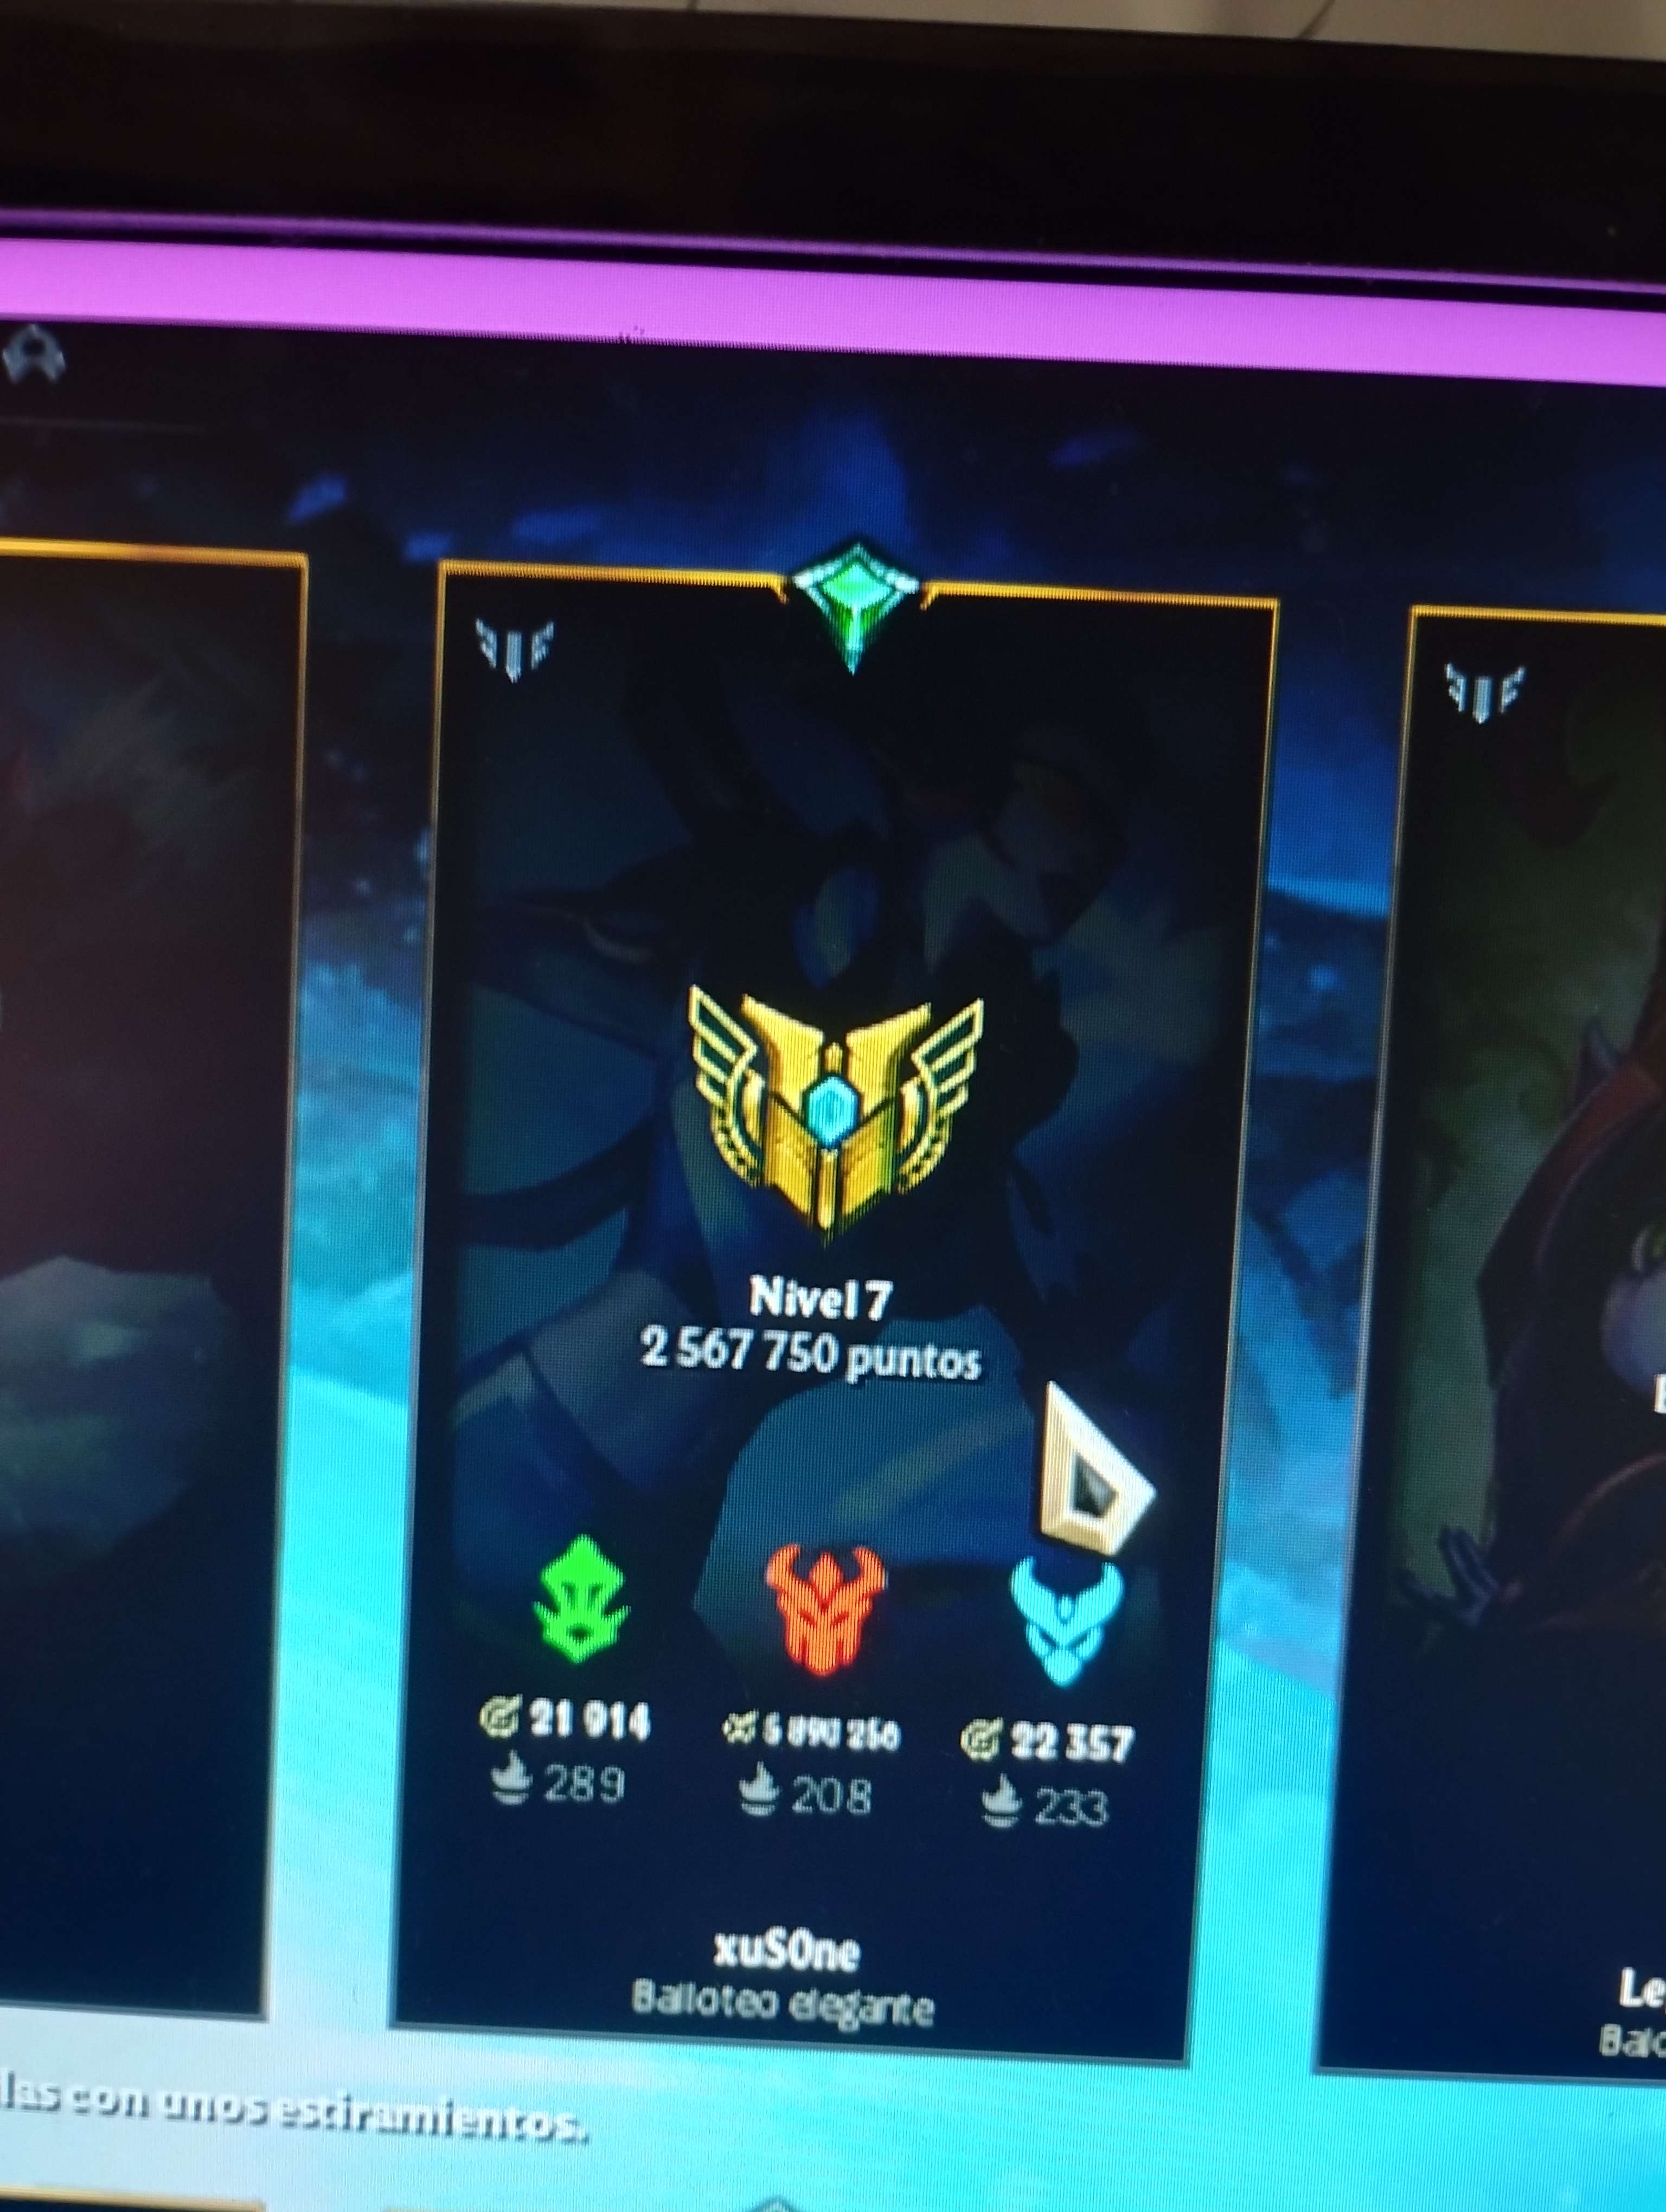 Nivel 7
2 567 750 puntos
21 914
22 357
289
208
233
xuS0ne
Balloteo elegante
Le
las con unos estiramientos.